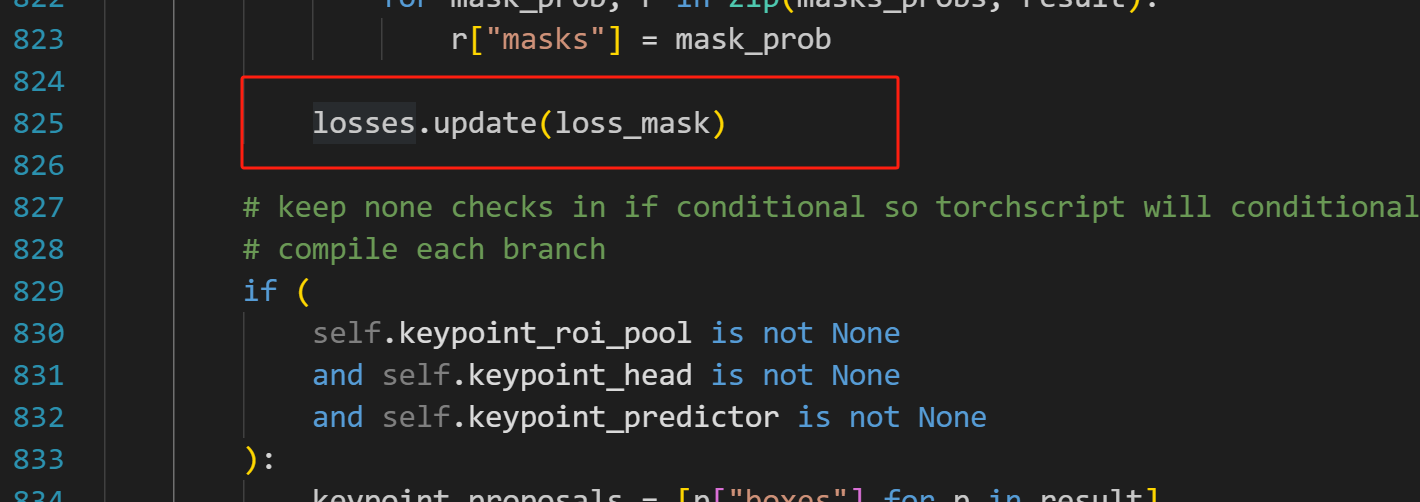 822 for mask_prob, r in zip(masks_probs, result):
823 r["masks"] = mask_prob
824
825 losses.update(loss_mask)
826
827 # keep none checks in if conditional so torchscript will conditional
828 # compile each branch
829 if (
830 self.keypoint_roi_pool is not None
831 and self.keypoint_head is not None
832 and self.keypoint_predictor is not None
833 ):
834 keypoint_proposals = [p["boxes"] for p in result]